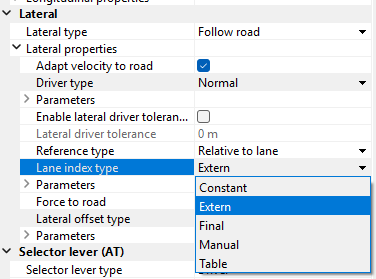 Longitudinal properties
Lateral
Lateral type Follow road
Lateral properties
Adapt velocity to road
Driver type Normal
Parameters
Enable lateral driver toleran...
Lateral driver tolerance 0 m
Reference type Relative to lane
Lane index type Extern
Parameters Constant
Force to road Extern
Lateral offset type Final
Parameters Manual
Selector lever (AT) Table
Selector lever type